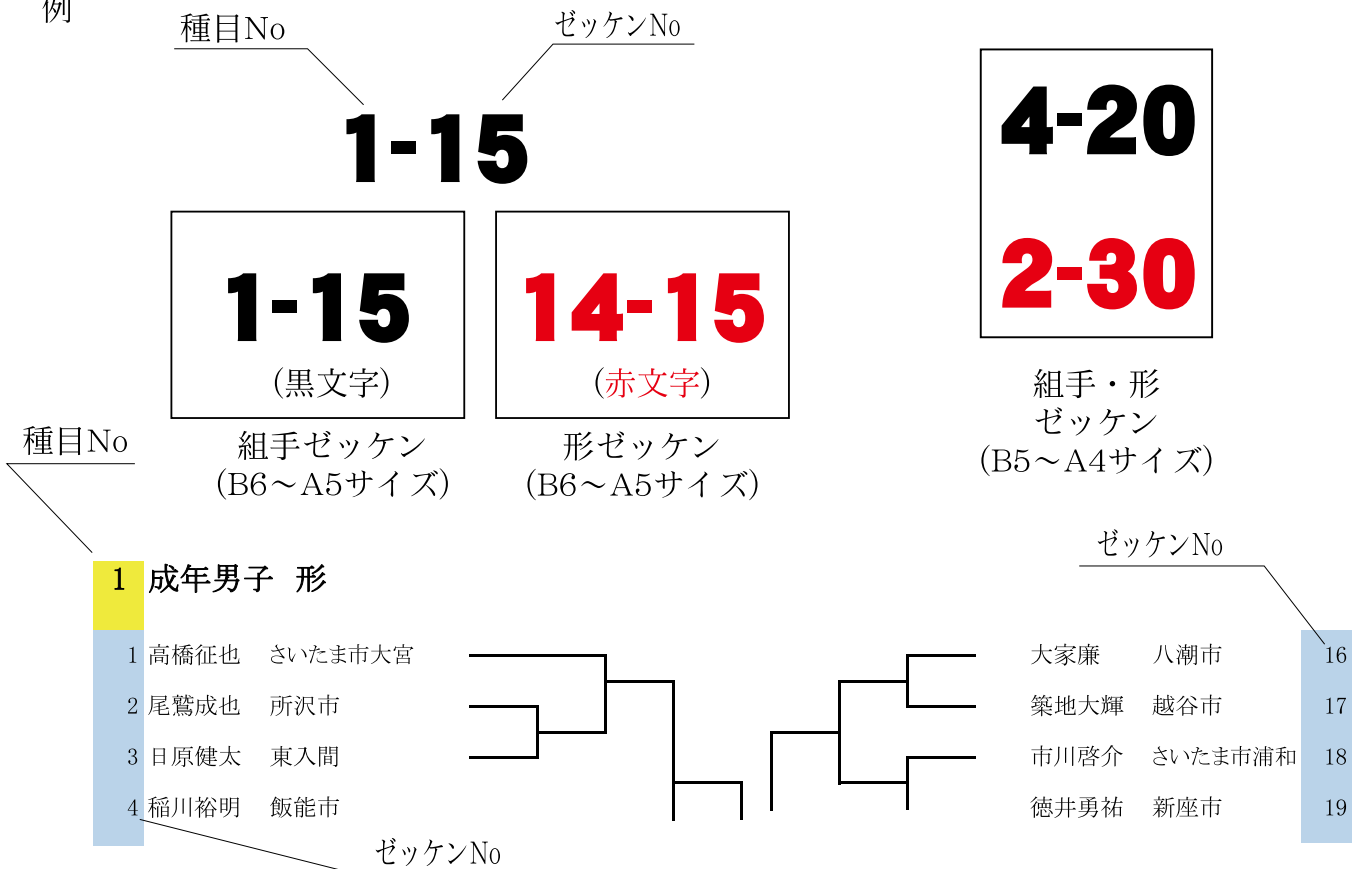 例
種目No
ゼッケンNo
1-15
4-20
2-30
1-15
(黒文字)
14-15
(赤文字)
組手ゼッケン
(B6～A5サイズ)
形ゼッケン
(B6～A5サイズ)
組手・形
ゼッケン
(B5～A4サイズ)
種目No
ゼッケンNo
1 成年男子 形
1 高橋征也 さいたま市大宮
2 尾鷲成也 所沢市
3 日原健太 東入間
4 稲川裕明 飯能市
大家廉 八潮市 16
築地大輝 越谷市 17
市川啓介 さいたま市浦和 18
徳井勇祐 新座市 19
ゼッケンNo